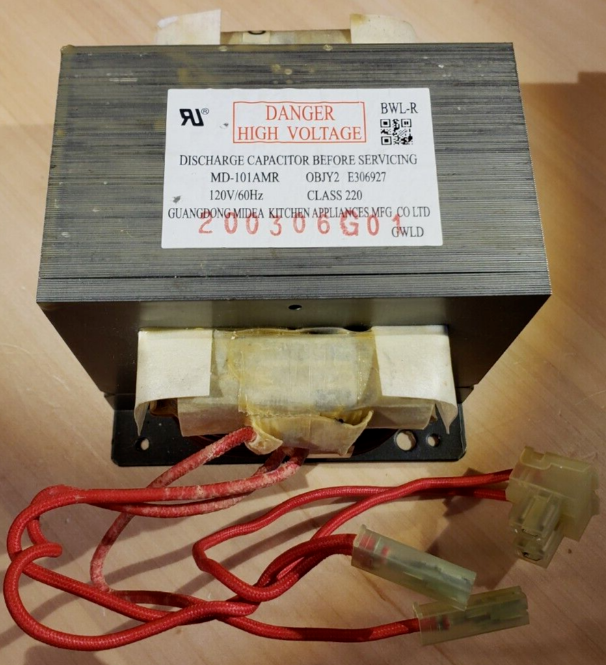 RU®
DANGER
HIGH VOLTAGE
BWL-R
DISCHARGE CAPACITOR BEFORE SERVICING
MD-101AMR OBJY2 E306927
120V/60Hz CLASS 220
GUANGDONG MIDEA KITCHEN APPLIANCES MFG CO LTD
200306G01
GWLD